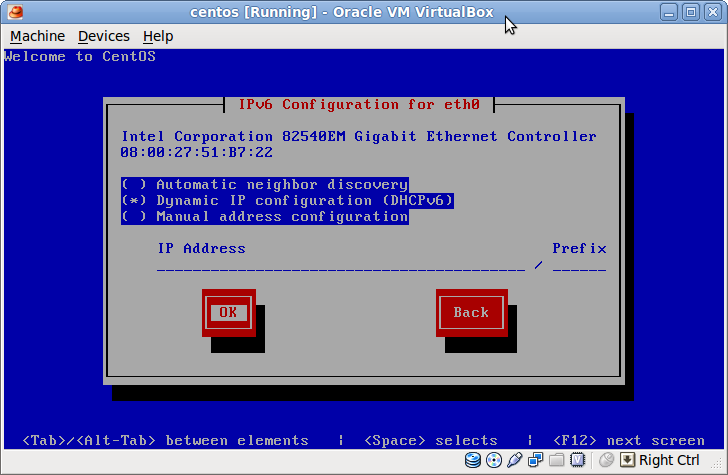 centos [Running] - Oracle VM VirtualBox
Machine Devices Help
Welcome to CentOS
IPv6 Configuration for eth0
Intel Corporation 82540EM Gigabit Ethernet Controller
08:00:27:51:B7:22
( ) Automatic neighbor discovery
(*) Dynamic IP configuration (DHCPv6)
( ) Manual address configuration
IP Address Prefix
/
OK Back
<Tab>/<Alt-Tab> between elements | <Space> selects | <F12> next screen
Right Ctrl